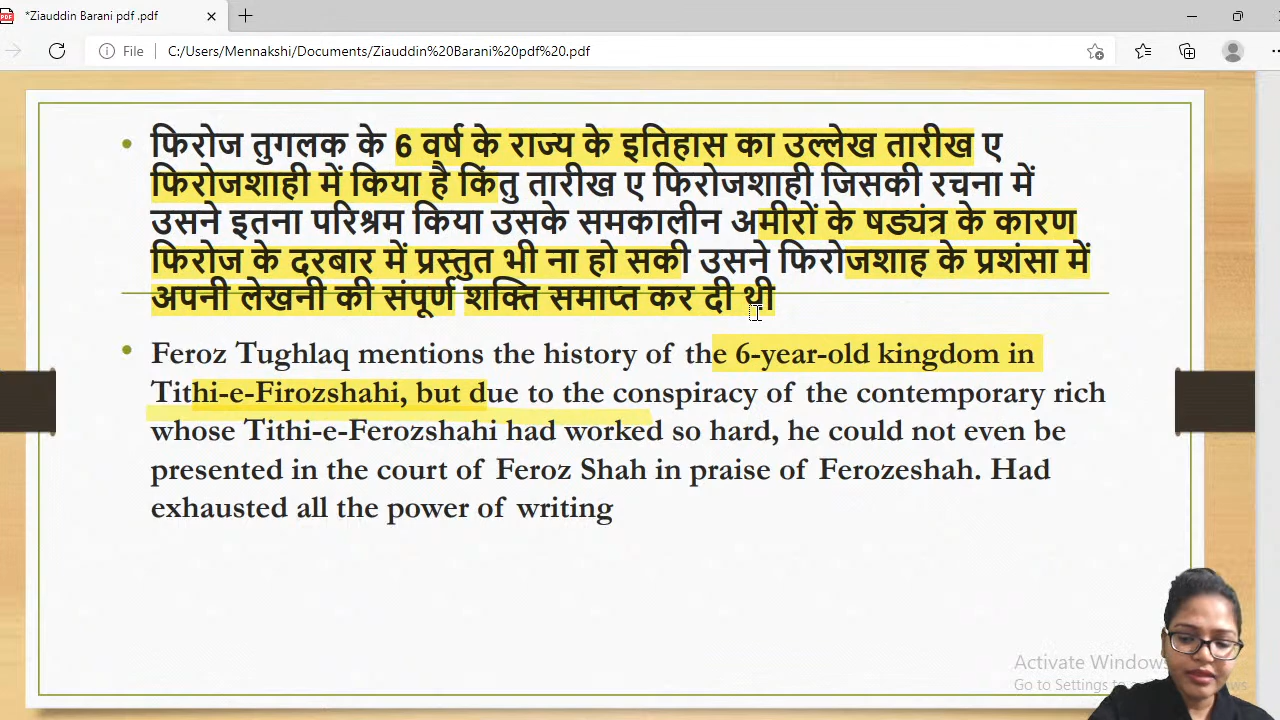 *Ziauddin Barani pdf .pdf
File
C:/Users/Mennakshi/Documents/Ziauddin%20Barani%20pdf%20.pdf
फिरोज तुगलक के 6 वर्ष के राज्य के इतिहास का उल्लेख तारीख ए
फिरोजशाही में किया है किंतु तारीख ए फिरोजशाही जिसकी रचना में
उसने इतना परिश्रम किया उसके समकालीन अमीरों के षड्यंत्र के कारण
फिरोज के दरबार में प्रस्तुत भी ना हो सकी उसने फिरोजशाह के प्रशंसा में
अपनी लेखनी की संपूर्ण शक्ति समाप्त कर दी थी
Feroz Tughlaq mentions the history of the 6-year-old kingdom in
Tithi-e-Firozshahi, but due to the conspiracy of the contemporary rich
whose Tithi-e-Ferozshahi had worked so hard, he could not even be
presented in the court of Feroz Shah in praise of Ferozeshah. Had
exhausted all the power of writing
Activate Windows
Go to Settings to